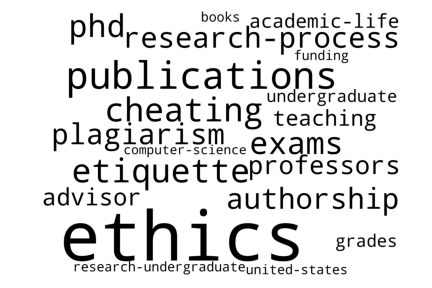 books academic-life
phd research-process
funding
publications
undergraduate
cheating teaching
plagiarism exams
computer-science
etiquette professors
advisor authorship
ethics grades
research-undergraduate united-states